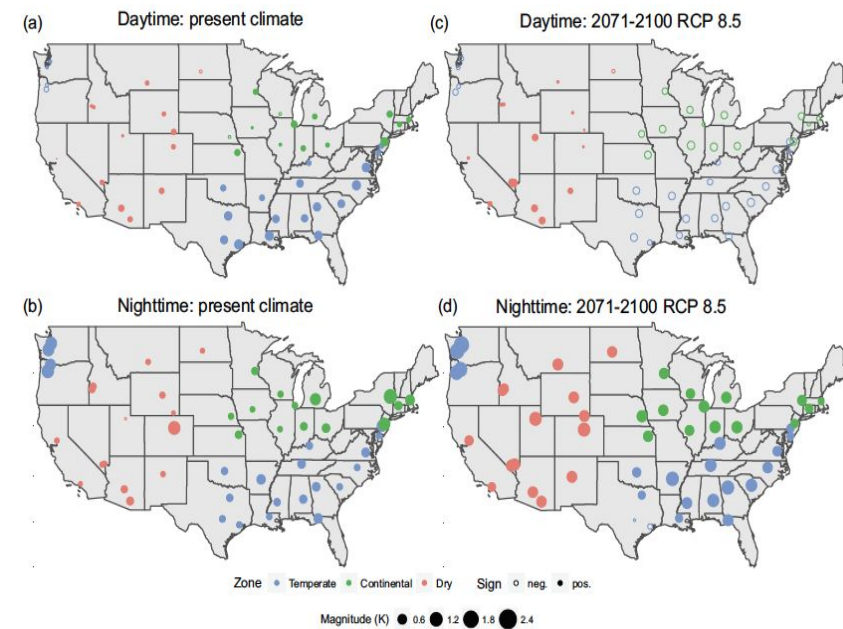 (a) Daytime: present climate
(c) Daytime: 2071-2100 RCP 8.5
(b) Nighttime: present climate
(d) Nighttime: 2071-2100 RCP 8.5
Zone Temperate Continental Dry Sign neg. pos.
Magnitude (K) 0.6 1.2 1.8 2.4